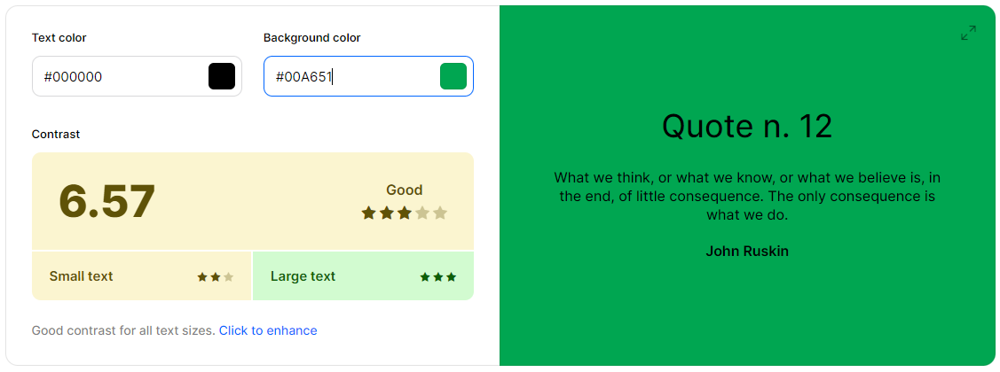 Text color
Background color
#000000
#00A651
Contrast
6.57
Good
Small text
Large text
Good contrast for all text sizes. Click to enhance
Quote n. 12
What we think, or what we know, or what we believe is, in
the end, of little consequence. The only consequence is
what we do.
John Ruskin